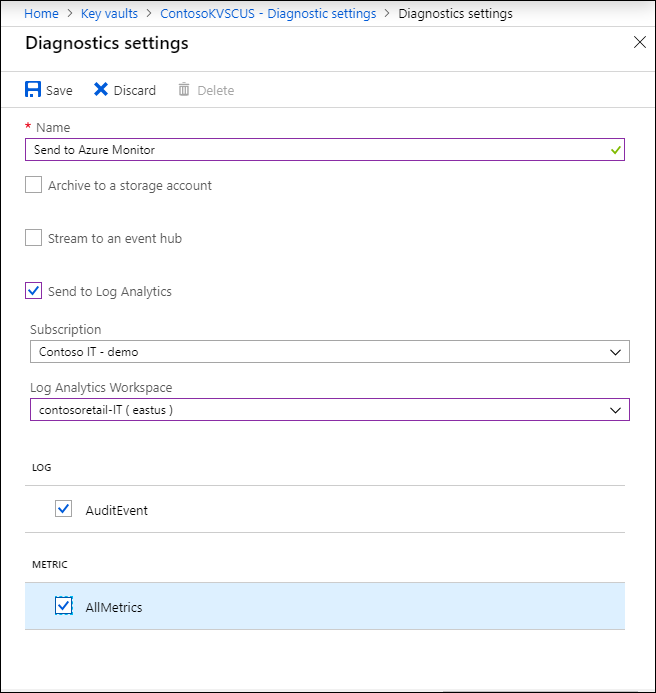 Home > Key vaults > ContosoKVSCUS - Diagnostic settings > Diagnostics settings
Diagnostics settings
Save Discard Delete
* Name
Send to Azure Monitor
Archive to a storage account
Stream to an event hub
Send to Log Analytics
Subscription
Contoso IT - demo
Log Analytics Workspace
contosoretail-IT ( eastus )
LOG
AuditEvent
METRIC
AllMetrics